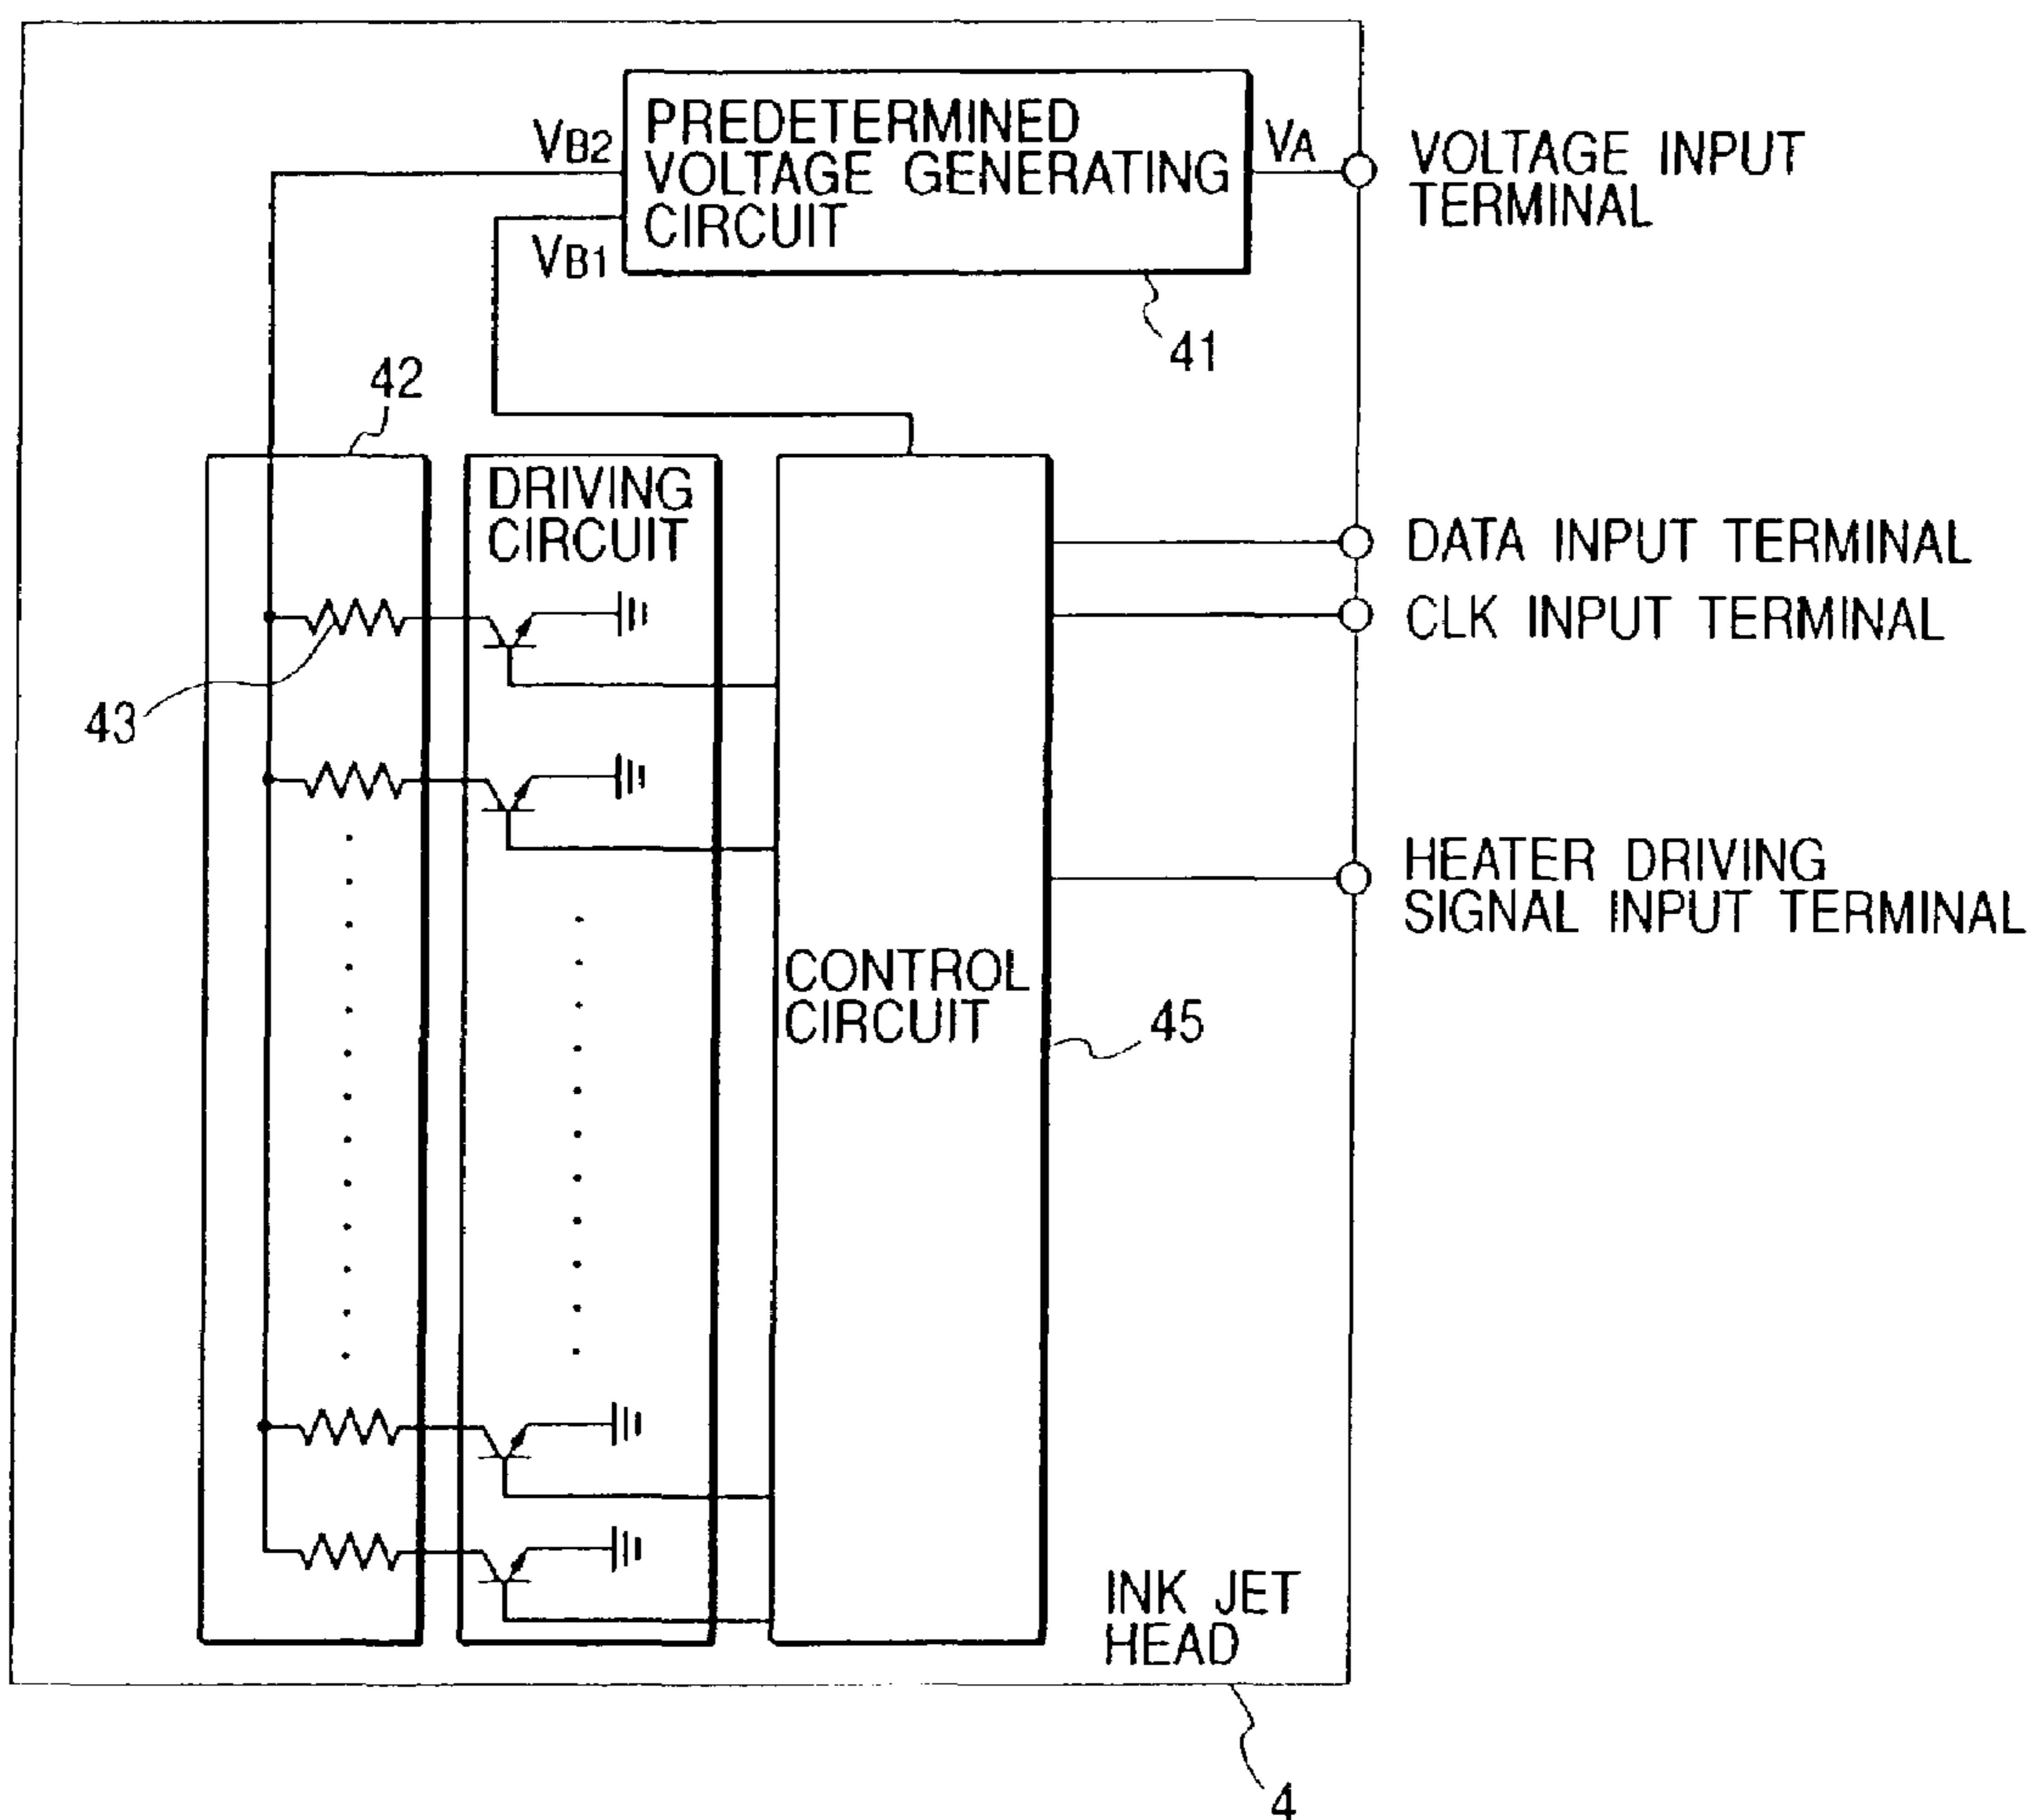 PREDETERMINED
VOLTAGE GENERATING
CIRCUIT
VB2
VB1
VA
VOLTAGE INPUT
TERMINAL
41
42
DRIVING
CIRCUIT
DATA INPUT TERMINAL
CLK INPUT TERMINAL
43
HEATER DRIVING
SIGNAL INPUT TERMINAL
CONTROL
CIRCUIT
45
INK JET
HEAD
4